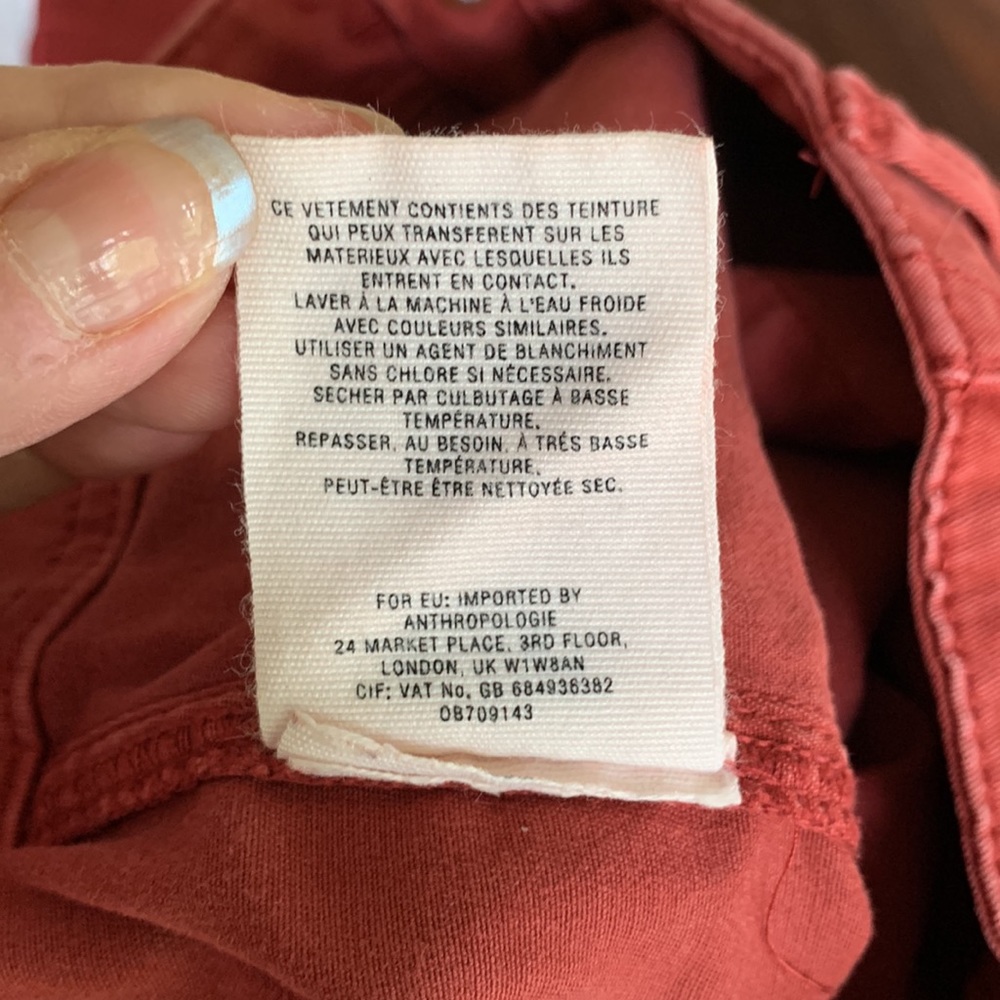 CE VETEMENT CONTIENTS DES TEINTURE
QUI PEUX TRANSFERENT SUR LES
MATERIEUX AVEC LESQUELLES ILS
ENTRENT EN CONTACT.
LAVER À LA MACHINE À L'EAU FROIDE
AVEC COULEURS SIMILAIRES.
UTILISER UN AGENT DE BLANCHIMENT
SANS CHLORE SI NÉCESSAIRE.
SECHER PAR CULBUTAGE À BASSE
TEMPÉRATURE.
REPASSER, AU BESOIN, À TRÉS BASSE
TEMPÉRATURE.
PEUT-ÊTRE ÊTRE NETTOYÉE SEC.
FOR EU: IMPORTED BY
ANTHROPOLOGIE
24 MARKET PLACE, 3RD FLOOR,
LONDON, UK W1W8AN
CIF: VAT No. GB 684936382
OB709143